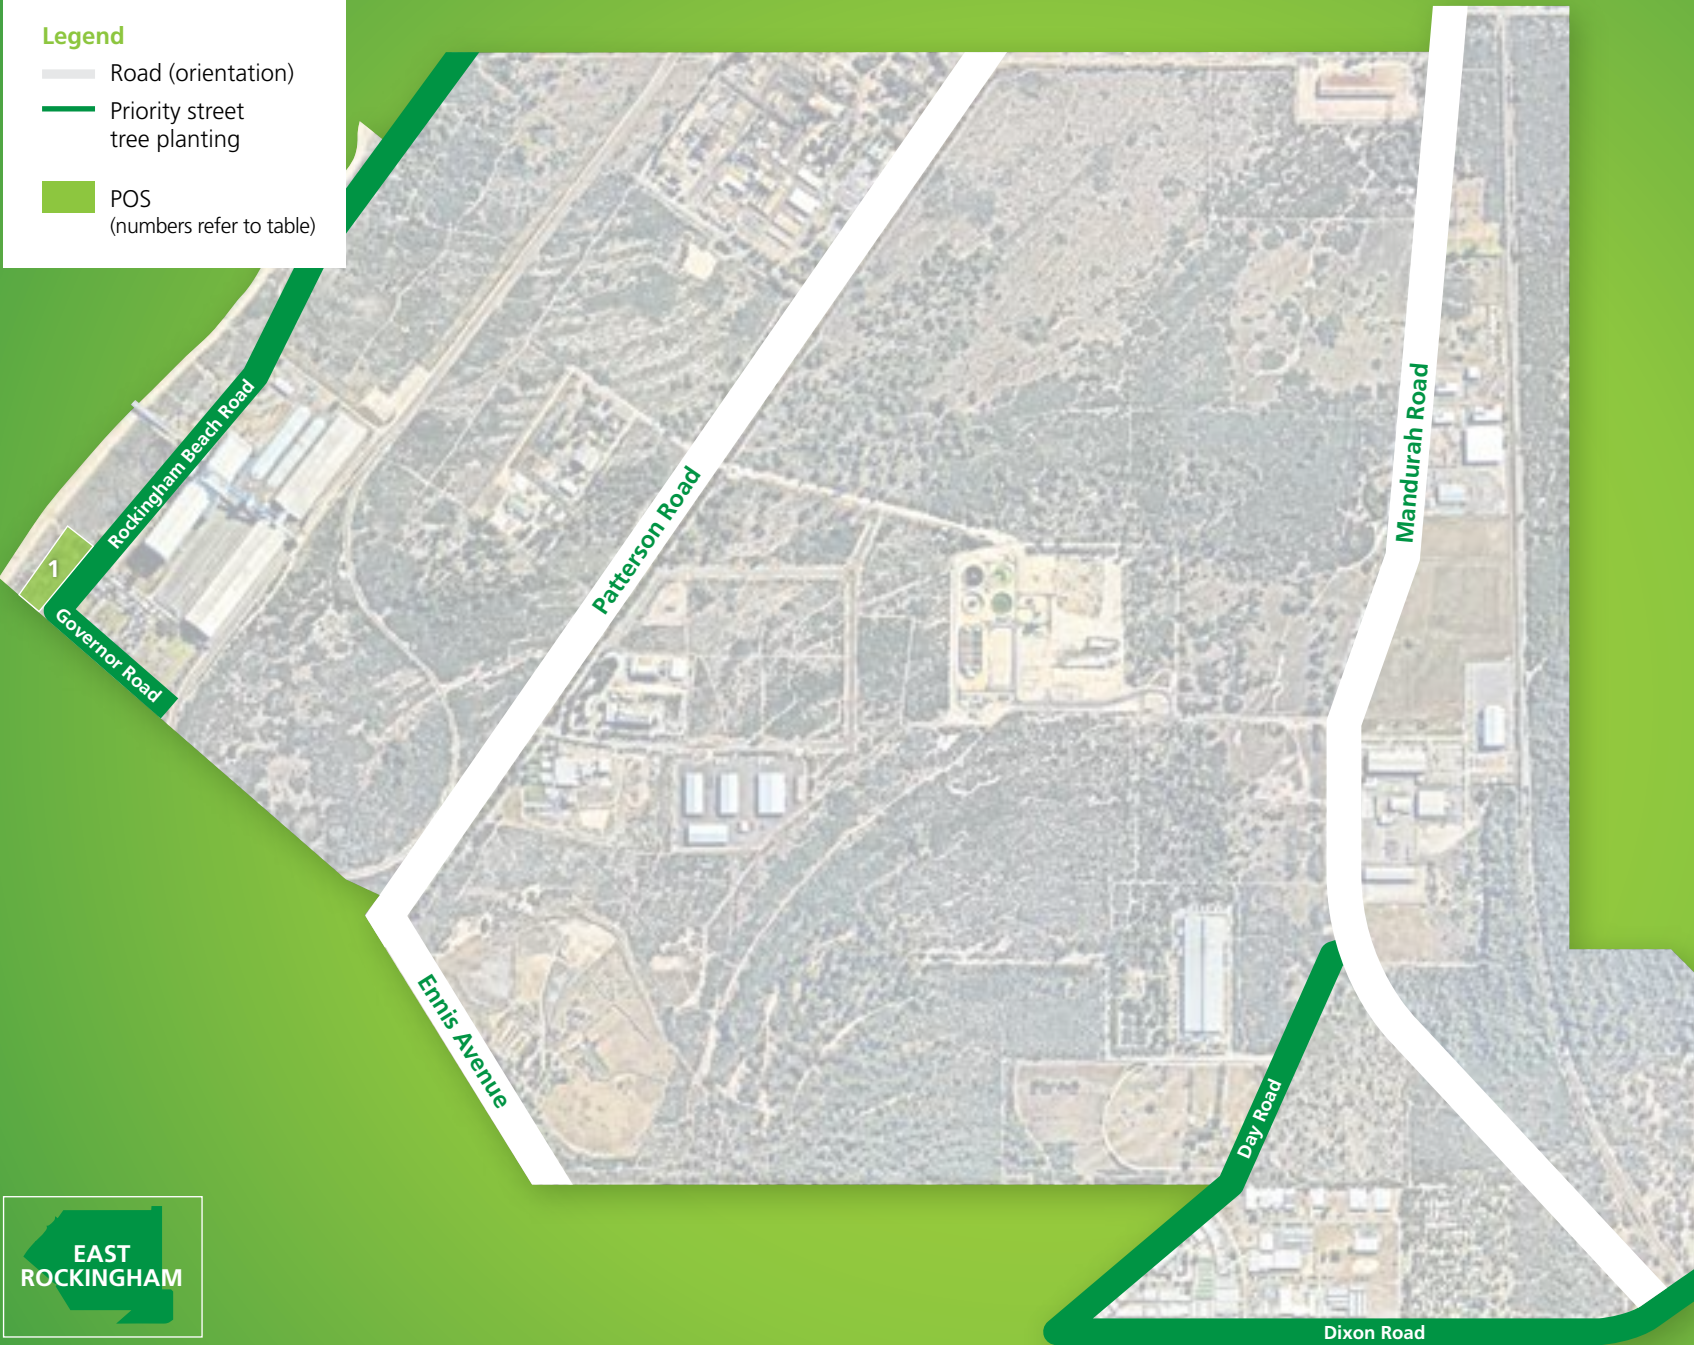 Legend
Road (orientation)
Priority street
tree planting
POS
(numbers refer to table)
Rockingham Beach Road
1
Governor Road
Patterson Road
Mandurah Road
Ennis Avenue
Day Road
Dixon Road
EAST
ROCKINGHAM